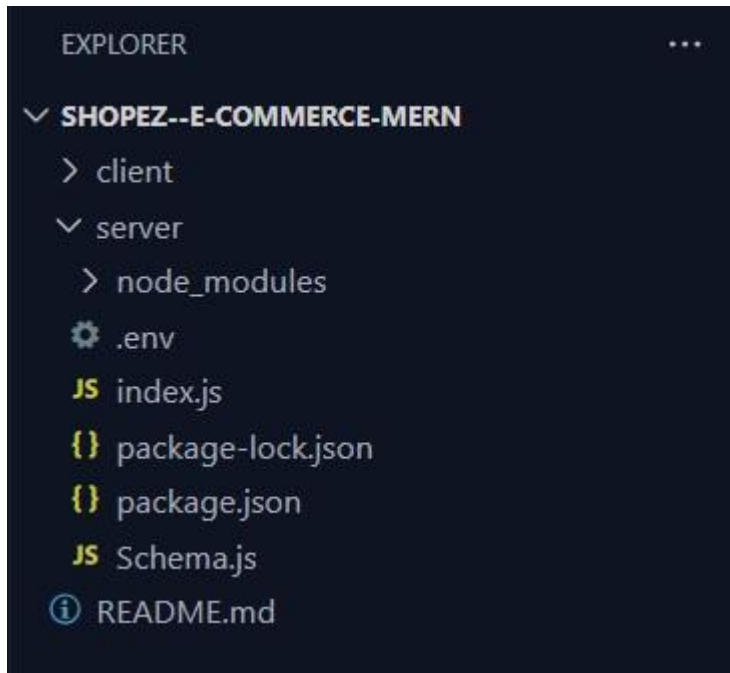 EXPLORER ...
SHOPEZ--E-COMMERCE-MERN
client
server
node_modules
.env
JS index.js
{} package-lock.json
{} package.json
JS Schema.js
README.md